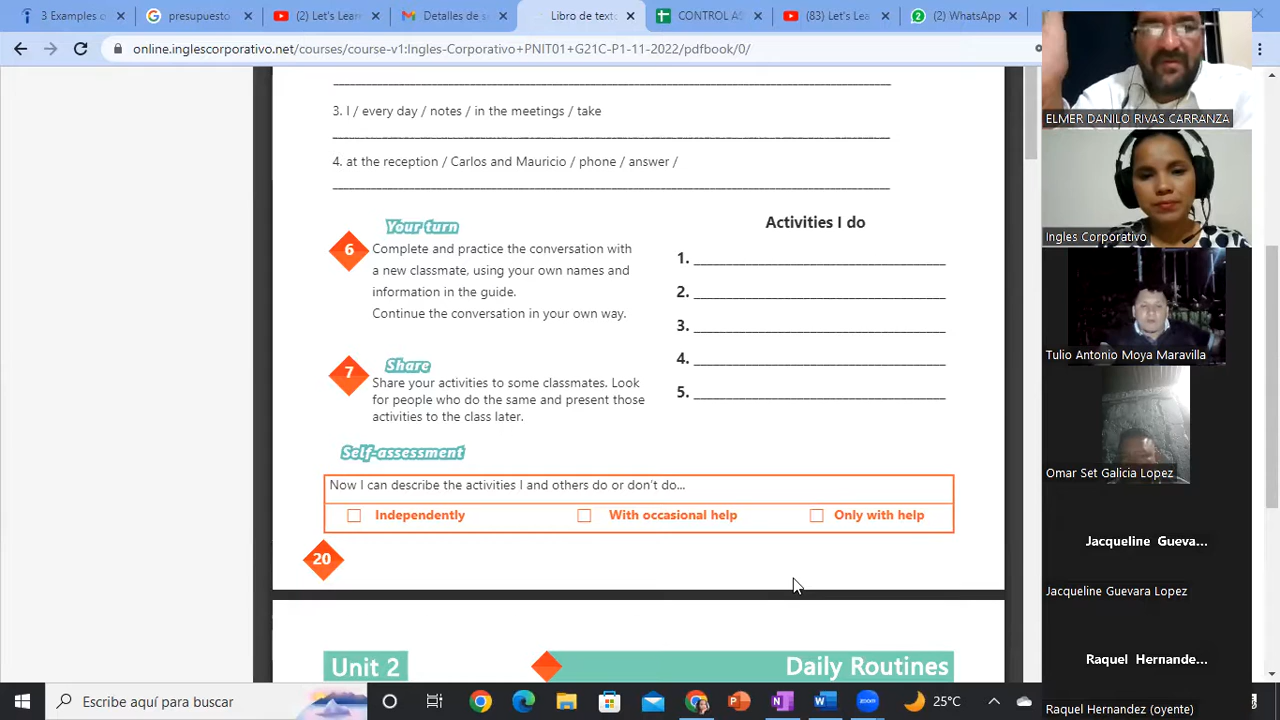 3 Examples o
presupuesto
(2) Let's Lear
Detalles de
Libro de text
CONTROL AS
(83) Let's Le
(2) WhatsApp
online.inglescorporativo.net/courses/course-v1:Ingles-Corporativo+PNIT01+G21C-P1-11-2022/pdfbook/0/
3. I / every day / notes / in the meetings / take
4. at the reception / Carlos and Mauricio / phone / answer /
Your turn
6
Complete and practice the conversation with
a new classmate, using your own names and
information in the guide.
Continue the conversation in your own way.
Activities I do
1.
2.
3.
4.
5.
Share
7
Share your activities to some classmates. Look
for people who do the same and present those
activities to the class later.
Self-assessment
Now I can describe the activities I and others do or don't do...
Independently
With occasional help
Only with help
20
Unit 2
Daily Routines
ELMER DANILO RIVAS CARRANZA
Ingles Corporativo
Tulio Antonio Moya Maravilla
Omar Set Galicia Lopez
Jacqueline Gueva...
Jacqueline Guevara Lopez
Raquel Hernande...
Raquel Hernandez (oyente)
Escribe aquí para buscar
25°C